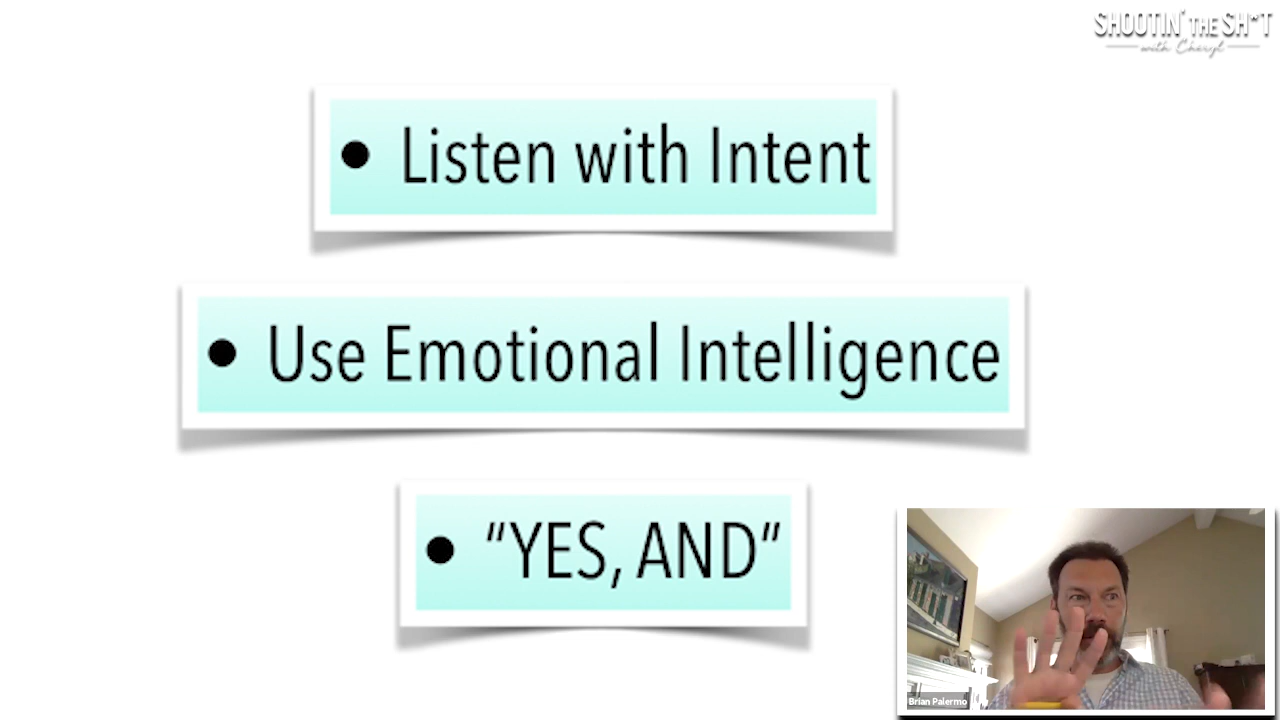 SHOOTIN' THE SH*T
with Cheryl
• Listen with Intent
• Use Emotional Intelligence
• “YES, AND”
Brian Palermo